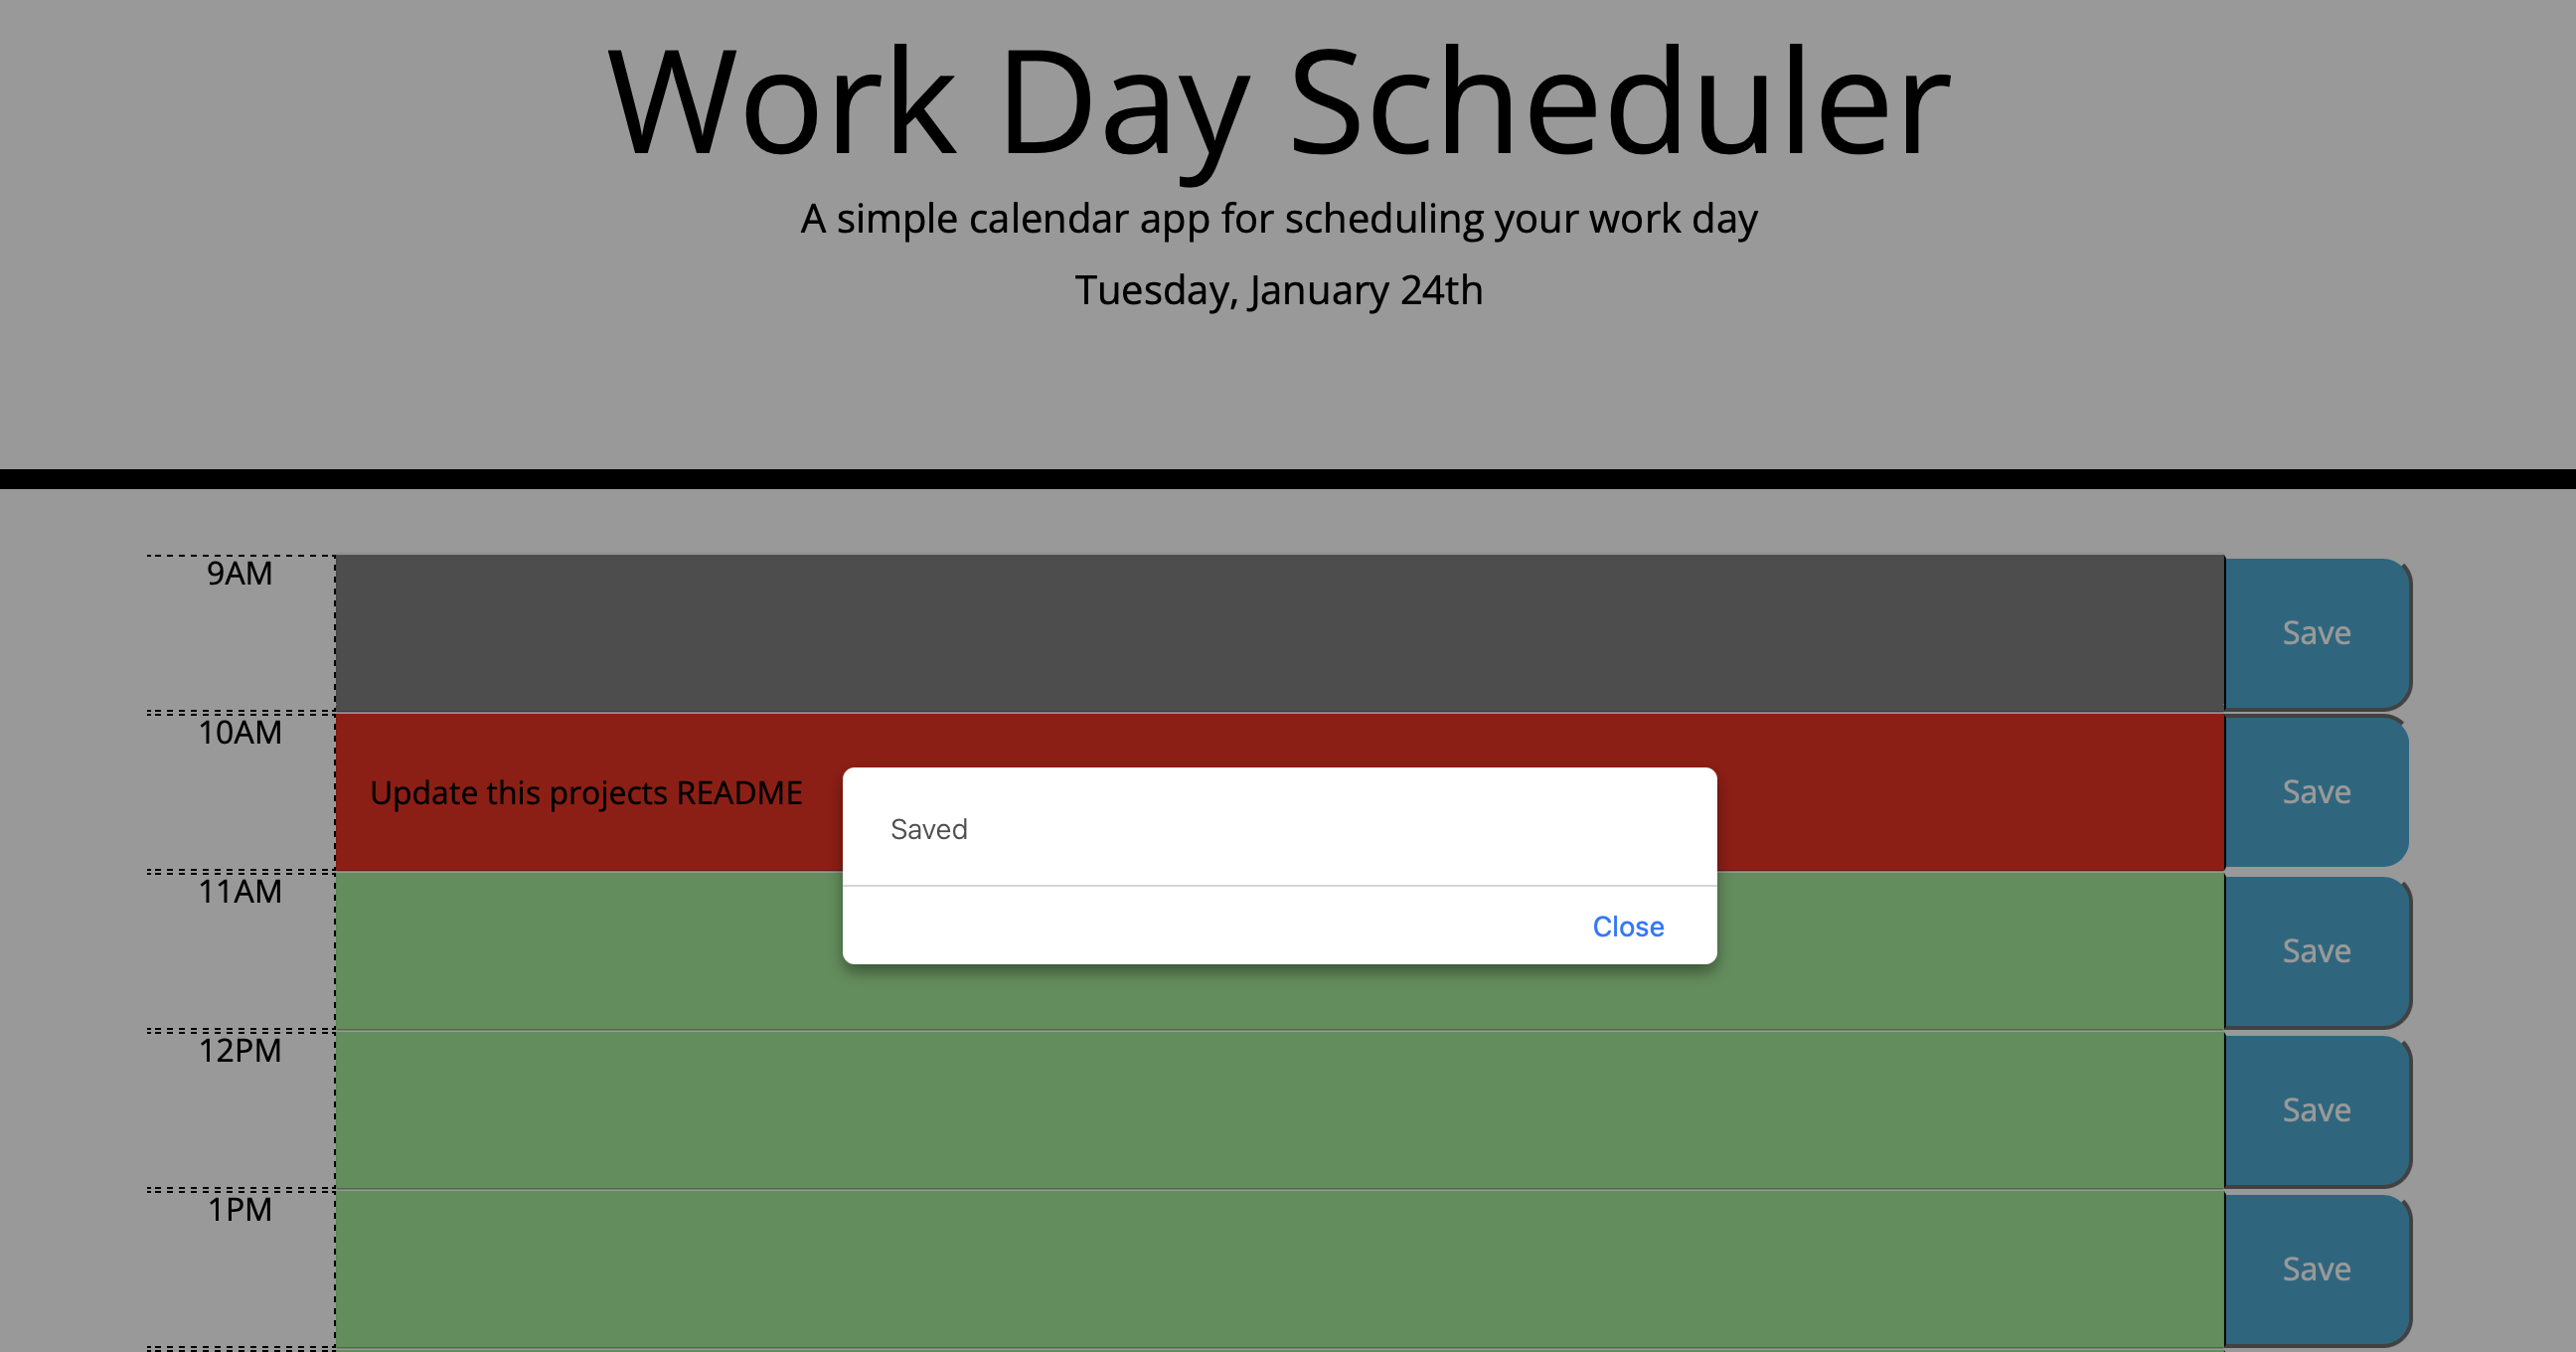 Work Day Scheduler
A simple calendar app for scheduling your work day
Tuesday, January 24th
9AM
Save
10AM
Update this projects README
Save
Saved
Close
11AM
Save
12PM
Save
1PM
Save